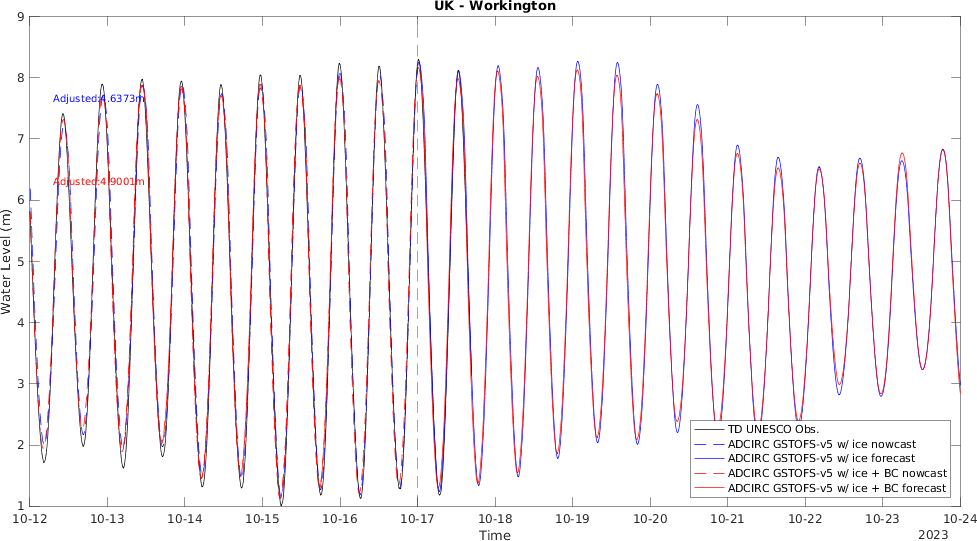 UK - Workington
9
8
7
6
5
4
3
2
1
Water Level (m)
Adjusted:4.6373m
Adjusted:4.9001m
TD UNESCO Obs.
ADCIRC GSTOFS-v5 w/ ice nowcast
ADCIRC GSTOFS-v5 w/ ice forecast
ADCIRC GSTOFS-v5 w/ ice + BC nowcast
ADCIRC GSTOFS-v5 w/ ice + BC forecast
10-12 10-13 10-14 10-15 10-16 10-17 10-18 10-19 10-20 10-21 10-22 10-23 10-24
Time
2023